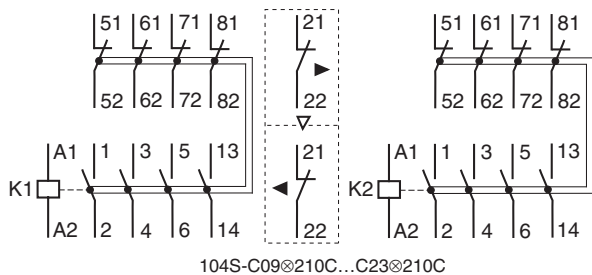 51 61 71 81 21 51 61 71 81
52 62 72 82 22 52 62 72 82
A1 1 3 5 13 21 A1 1 3 5 13
K1 K2
A2 2 4 6 14 22 A2 2 4 6 14
104S-C09⊗210C...C23⊗210C